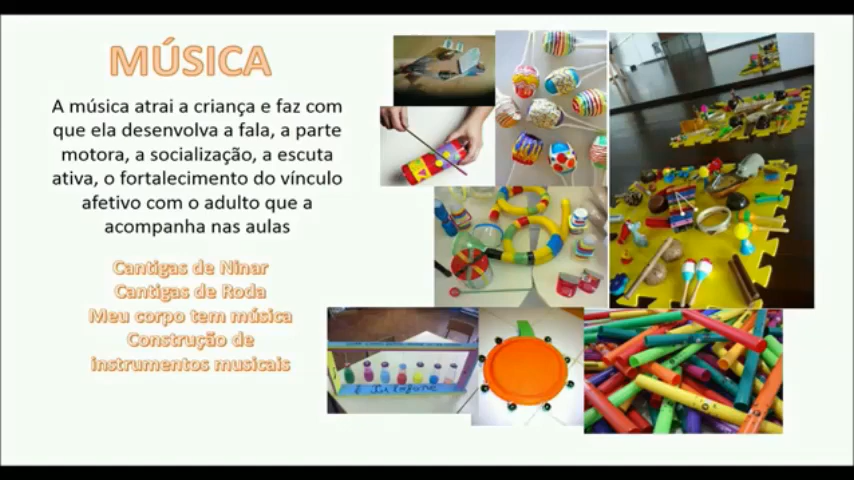 MÚSICA
A música atrai a criança e faz com
que ela desenvolva a fala, a parte
motora, a socialização, a escuta
ativa, o fortalecimento do vínculo
afetivo com o adulto que a
acompanha nas aulas
Cantigas de Ninar
Cantigas de Roda
Meu corpo tem música
Construção de
instrumentos musicais